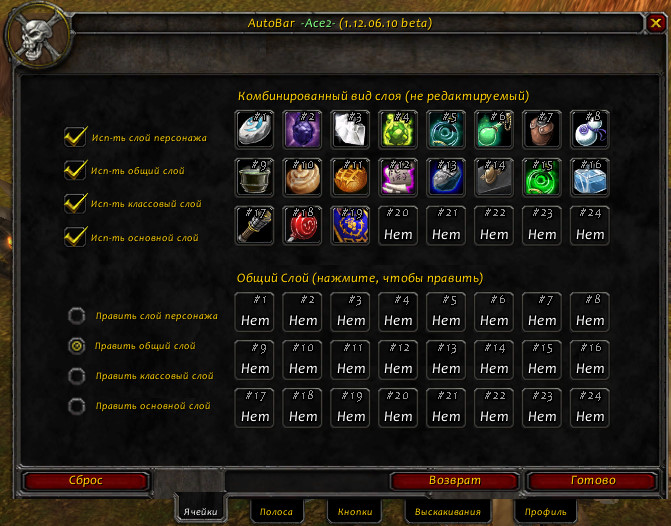 AutoBar -Ace2- (1.12.06.10 beta)
Комбинированный вид слоя (не редактируемый)
Исп-ть слой персонажа
Исп-ть общий слой
Исп-ть классовый слой
Исп-ть основной слой
#1 #2 #3 #4 #5 #6 #7 #8
#9 #10 #11 #12 #13 #14 #15 #16
#17 #18 #19 #20 #21 #22 #23 #24
Нет Нет Нет Нет Нет
Общий Слой (нажмите, чтобы править)
Править слой персонажа
Править общий слой
Править классовый слой
Править основной слой
#1 #2 #3 #4 #5 #6 #7 #8
Нет Нет Нет Нет Нет Нет Нет Нет
#9 #10 #11 #12 #13 #14 #15 #16
Нет Нет Нет Нет Нет Нет Нет Нет
#17 #18 #19 #20 #21 #22 #23 #24
Нет Нет Нет Нет Нет Нет Нет Нет
Сброс Возврат Готово
Ячейки Полоса Кнопки Выскакивания Профиль